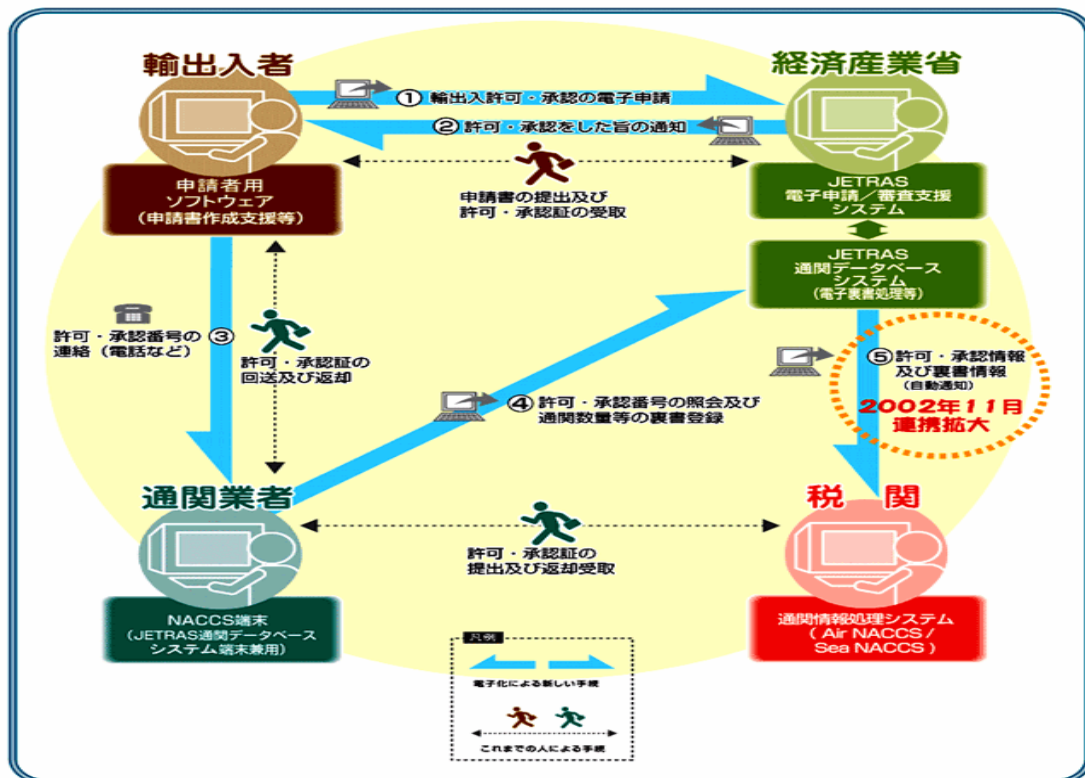 輸出入者
経済産業省
① 輸出入許可・承認の電子申請
② 許可・承認をした旨の通知
申請書の提出及び
許可・承認証の受取
申請者用
ソフトウェア
（申請書作成支援等）
JETRAS
電子申請／審査支援
システム
JETRAS
通関データベース
システム
（電子裏書処理等）
許可・承認番号の ③
連絡（電話など）
許可・承認証の
回送及び返却
④ 許可・承認番号の照会及び
通関数量等の裏書登録
⑤ 許可・承認情報
及び裏書情報
（自動通知）
2002年11月
連携拡大
通関業者
税 関
許可・承認証の
提出及び返却受取
NACCS端末
（JETRAS通関データベース
システム端末兼用）
通関情報処理システム
（ Air NACCS /
Sea NACCS ）
凡例
電子化による新しい手続
これまでの人による手続